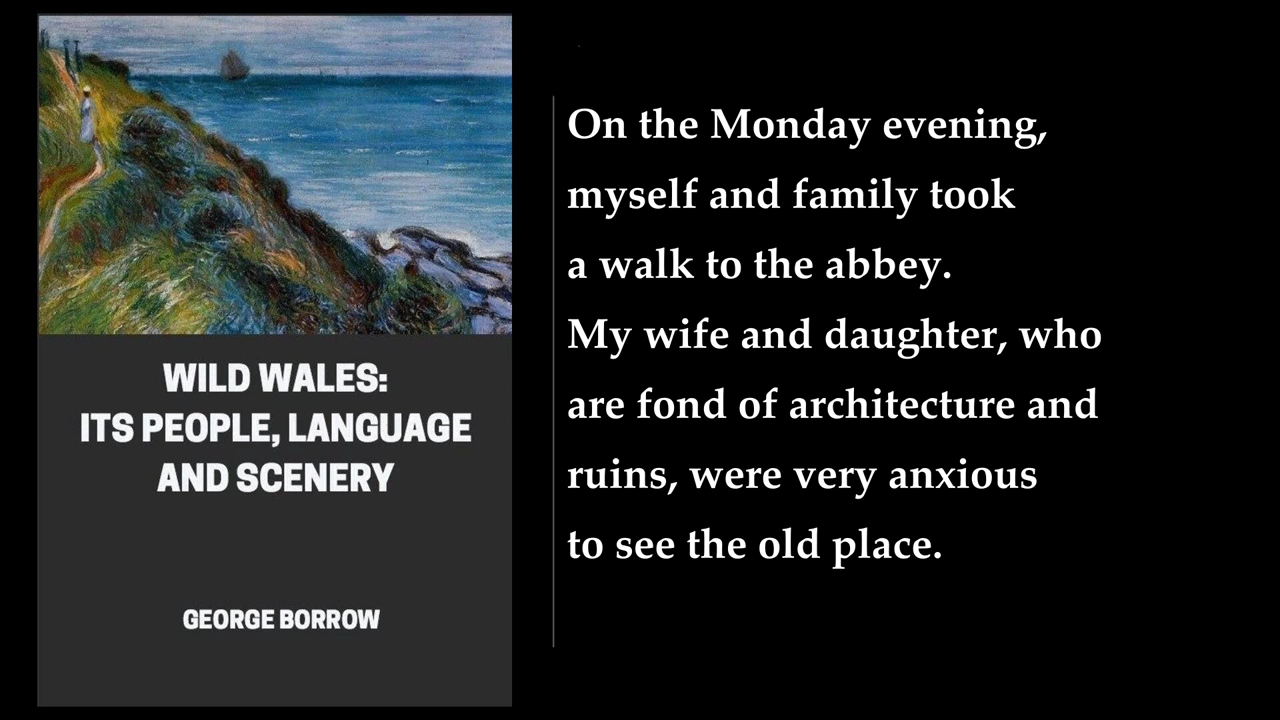 WILD WALES:
ITS PEOPLE, LANGUAGE
AND SCENERY
GEORGE BORROW
On the Monday evening,
myself and family took
a walk to the abbey.
My wife and daughter, who
are fond of architecture and
ruins, were very anxious
to see the old place.